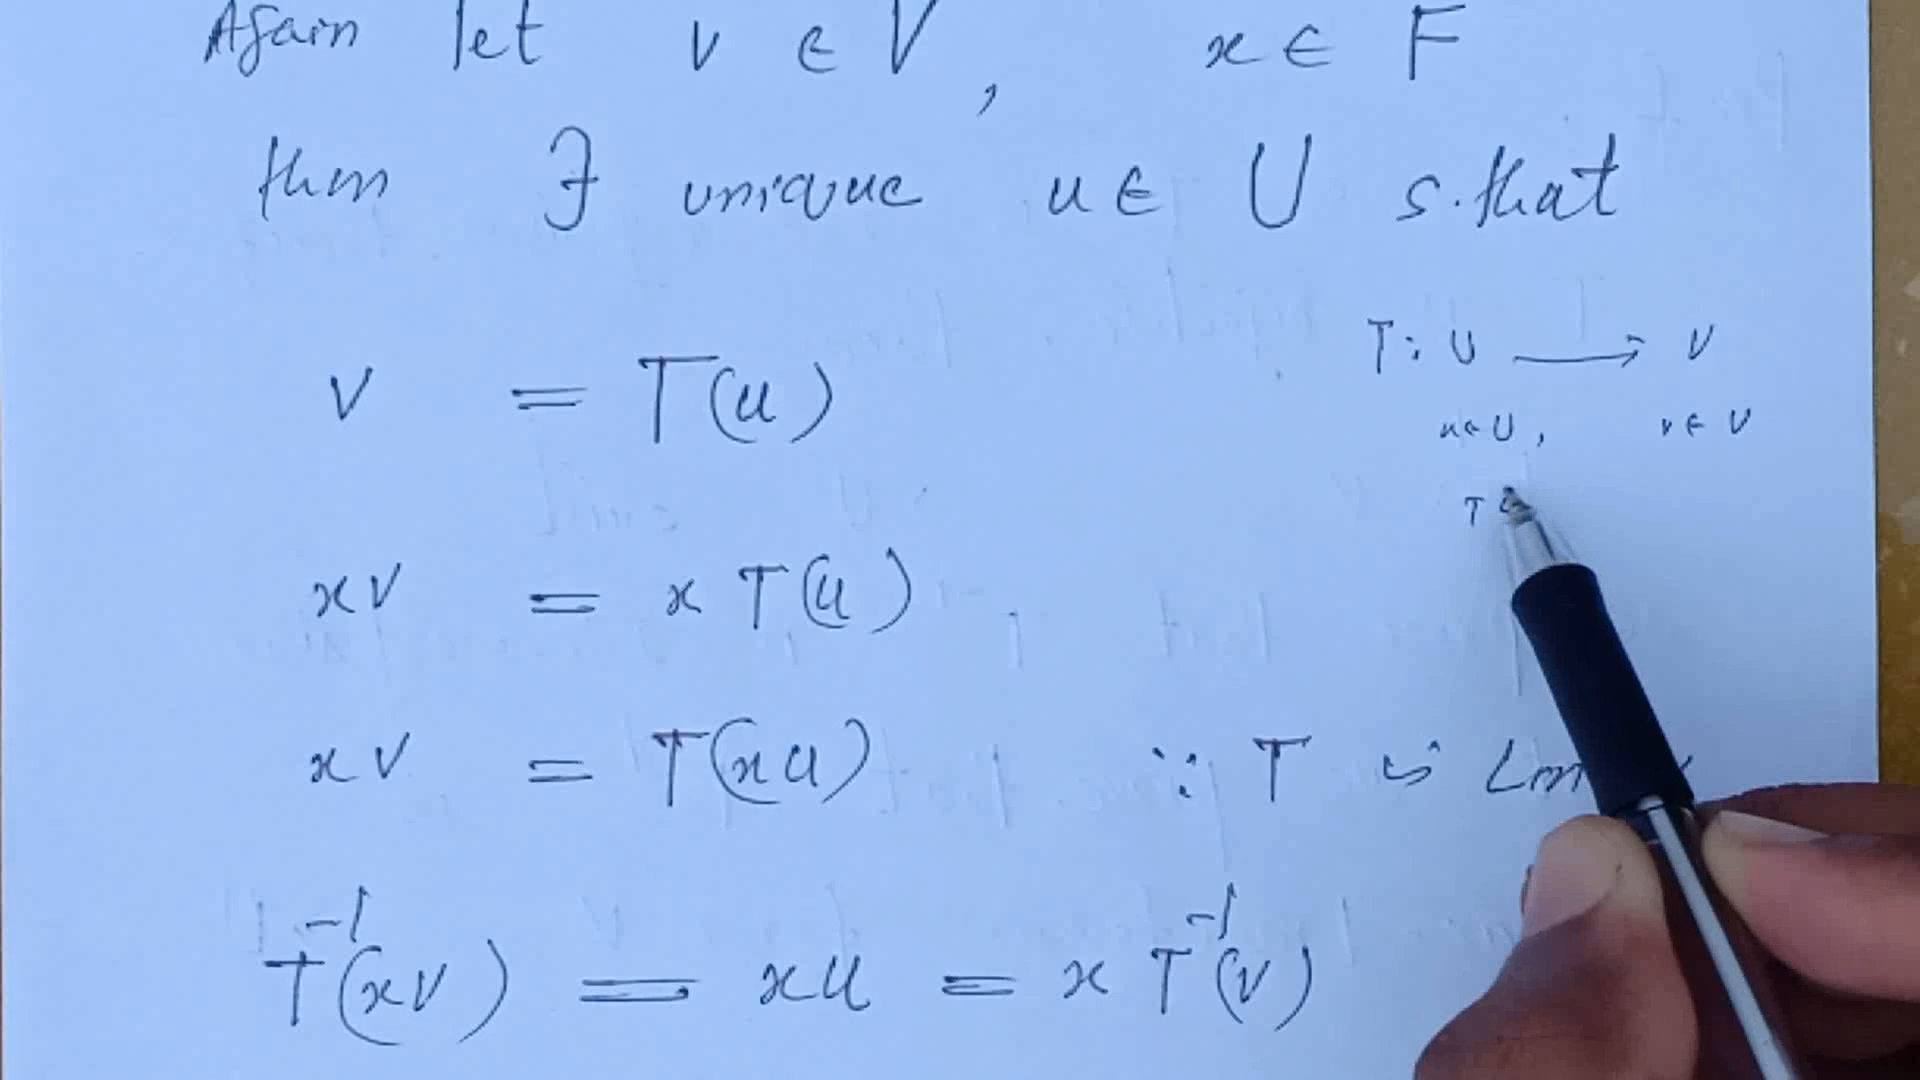 Again let v ∈ V, x ∈ F
then ∃ unique u ∈ U s.that
v = T(u)
T: U → V
u ∈ U, v ∈ V
T
xv = x T(u)
xv = T(xu) ∵ T is
T⁻¹(xv) = xu = x T⁻¹(v)